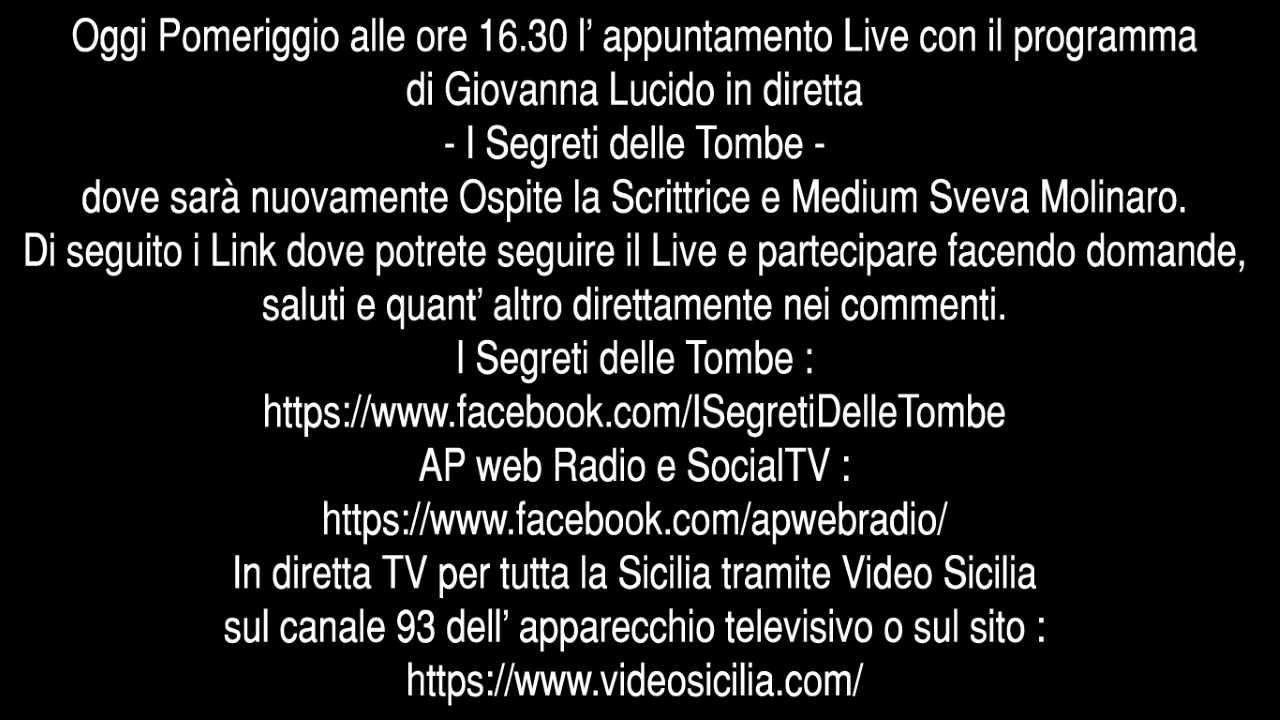 Oggi Pomeriggio alle ore 16.30 l’ appuntamento Live con il programma
di Giovanna Lucido in diretta
- I Segreti delle Tombe -
dove sarà nuovamente Ospite la Scrittrice e Medium Sveva Molinaro.
Di seguito i Link dove potrete seguire il Live e partecipare facendo domande,
saluti e quant’ altro direttamente nei commenti.
I Segreti delle Tombe :
https://www.facebook.com/ISegretiDelleTombe
AP web Radio e SocialTV :
https://www.facebook.com/apwebradio/
In diretta TV per tutta la Sicilia tramite Video Sicilia
sul canale 93 dell’ apparecchio televisivo o sul sito :
https://www.videosicilia.com/